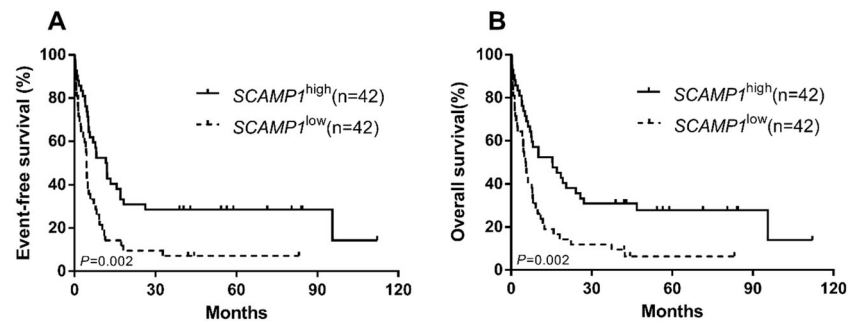 A
Event-free survival (%)
100
80
60
40
20
0
SCAMP1high(n=42)
SCAMP1low(n=42)
P=0.002
0 30 60 90 120
Months
B
Overall survival(%)
100
80
60
40
20
0
SCAMP1high(n=42)
SCAMP1low(n=42)
P=0.002
0 30 60 90 120
Months